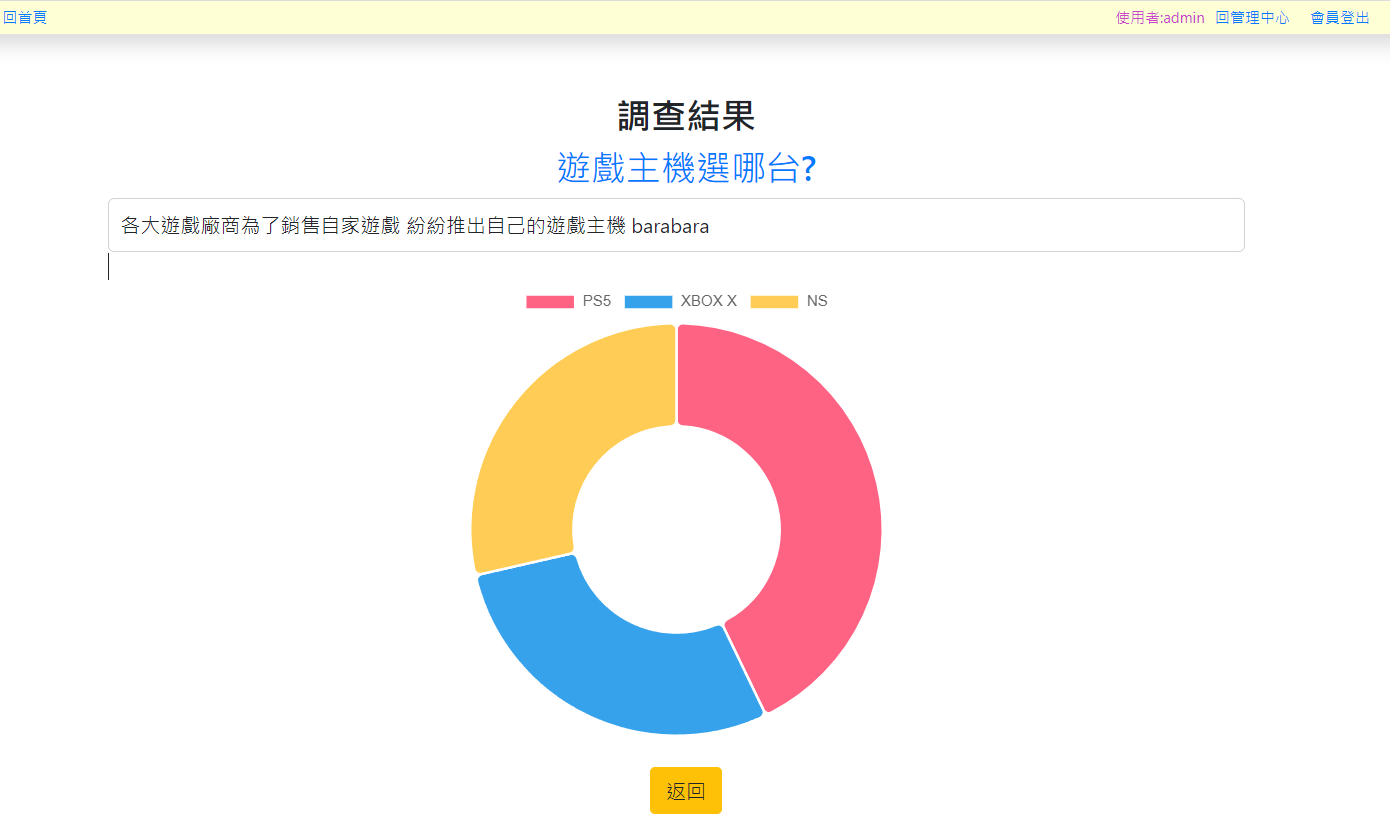 回首頁 使用者:admin 回管理中心 會員登出
調查結果
遊戲主機選哪台?
各大遊戲廠商為了銷售自家遊戲 紛紛推出自己的遊戲主機 barabara
PS5 XBOX X NS
返回